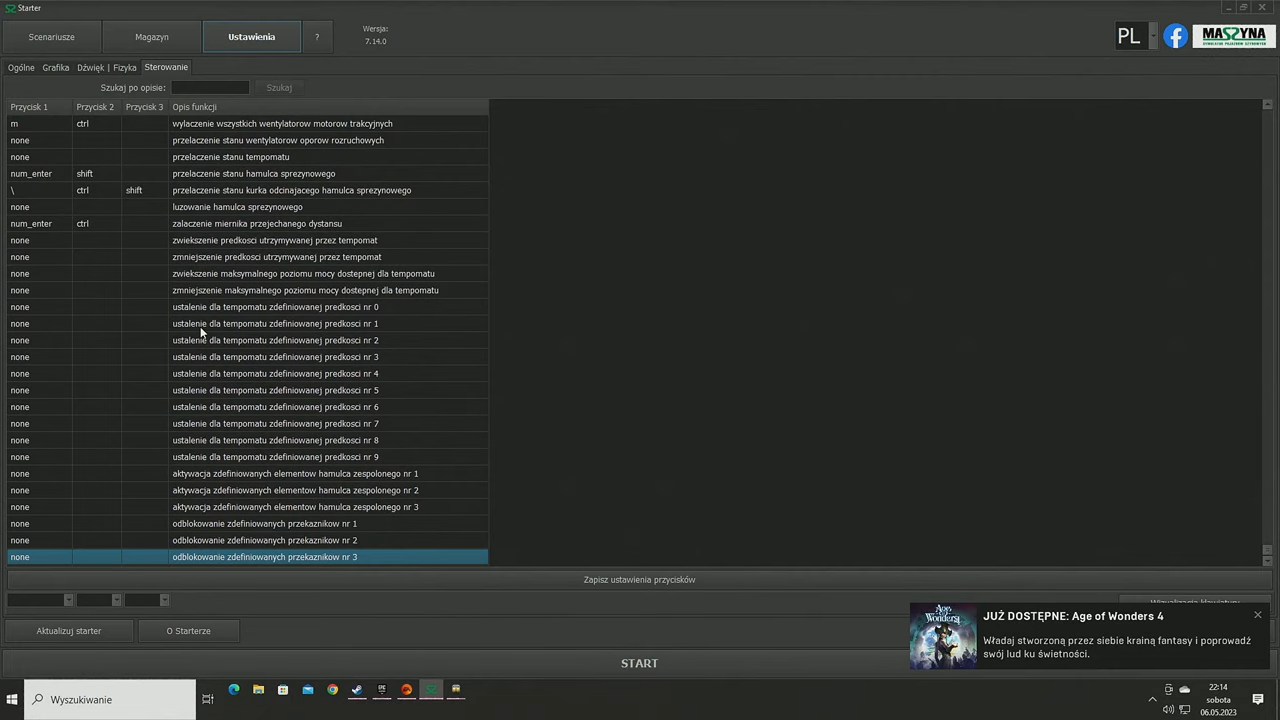 Starter
Scenariusze Magazyn Ustawienia ? Wersja: 7.14.0 PL MASZYNA
Ogólne Grafika Dźwięk | Fizyka Sterowanie
Szukaj po opisie: Szukaj
Przycisk 1 Przycisk 2 Przycisk 3 Opis funkcji
m ctrl wylaczenie wszystkich wentylatorow motorow trakcyjnych
none przelaczenie stanu wentylatorow oporow rozruchowych
none przelaczenie stanu tempomatu
num_enter shift przelaczenie stanu hamulca sprezynowego
\ ctrl shift przelaczenie stanu kurka odcinajacego hamulca sprezynowego
none luzowanie hamulca sprezynowego
num_enter ctrl zalaczenie miernika przejechanego dystansu
none zwiekszenie predkosci utrzymywanej przez tempomat
none zmniejszenie predkosci utrzymywanej przez tempomat
none zwiekszenie maksymalnego poziomu mocy dostepnej dla tempomatu
none zmniejszenie maksymalnego poziomu mocy dostepnej dla tempomatu
none ustalenie dla tempomatu zdefiniowanej predkosci nr 0
none ustalenie dla tempomatu zdefiniowanej predkosci nr 1
none ustalenie dla tempomatu zdefiniowanej predkosci nr 2
none ustalenie dla tempomatu zdefiniowanej predkosci nr 3
none ustalenie dla tempomatu zdefiniowanej predkosci nr 4
none ustalenie dla tempomatu zdefiniowanej predkosci nr 5
none ustalenie dla tempomatu zdefiniowanej predkosci nr 6
none ustalenie dla tempomatu zdefiniowanej predkosci nr 7
none ustalenie dla tempomatu zdefiniowanej predkosci nr 8
none ustalenie dla tempomatu zdefiniowanej predkosci nr 9
none aktywacja zdefiniowanych elementow hamulca zespolonego nr 1
none aktywacja zdefiniowanych elementow hamulca zespolonego nr 2
none aktywacja zdefiniowanych elementow hamulca zespolonego nr 3
none odblokowanie zdefiniowanych przekaznikow nr 1
none odblokowanie zdefiniowanych przekaznikow nr 2
none odblokowanie zdefiniowanych przekaznikow nr 3
Zapisz ustawienia przycisków
Aktualizuj starter O Starterze
JUŻ DOSTĘPNE: Age of Wonders 4
Władaj stworzoną przez siebie krainą fantasy i poprowadź
swój lud ku świetności.
START
Wyszukiwanie
22:14
sobota
06.05.2023